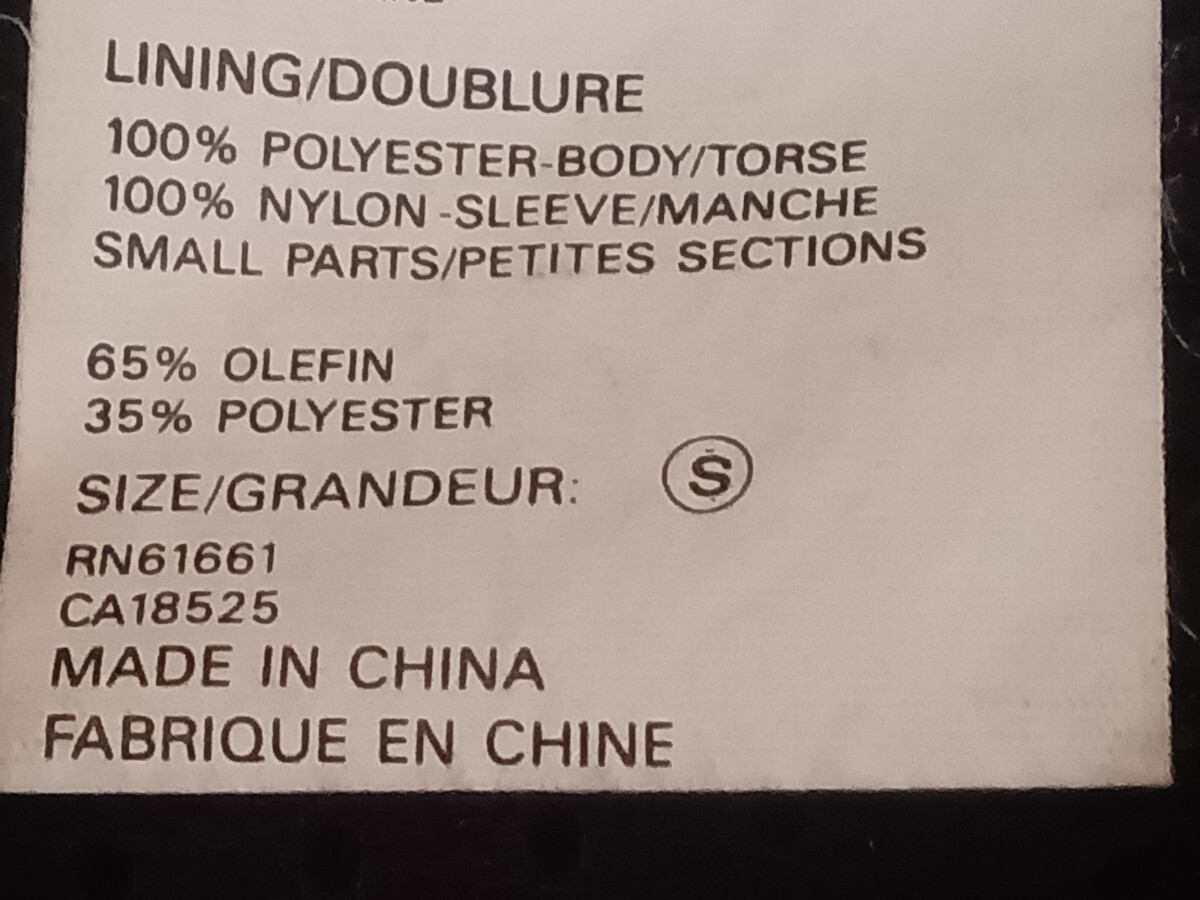 LINING/DOUBLURE
100% POLYESTER-BODY/TORSE
100% NYLON -SLEEVE/MANCHE
SMALL PARTS/PETITES SECTIONS
65% OLEFIN
35% POLYESTER
SIZE/GRANDEUR: S
RN61661
CA18525
MADE IN CHINA
FABRIQUE EN CHINE